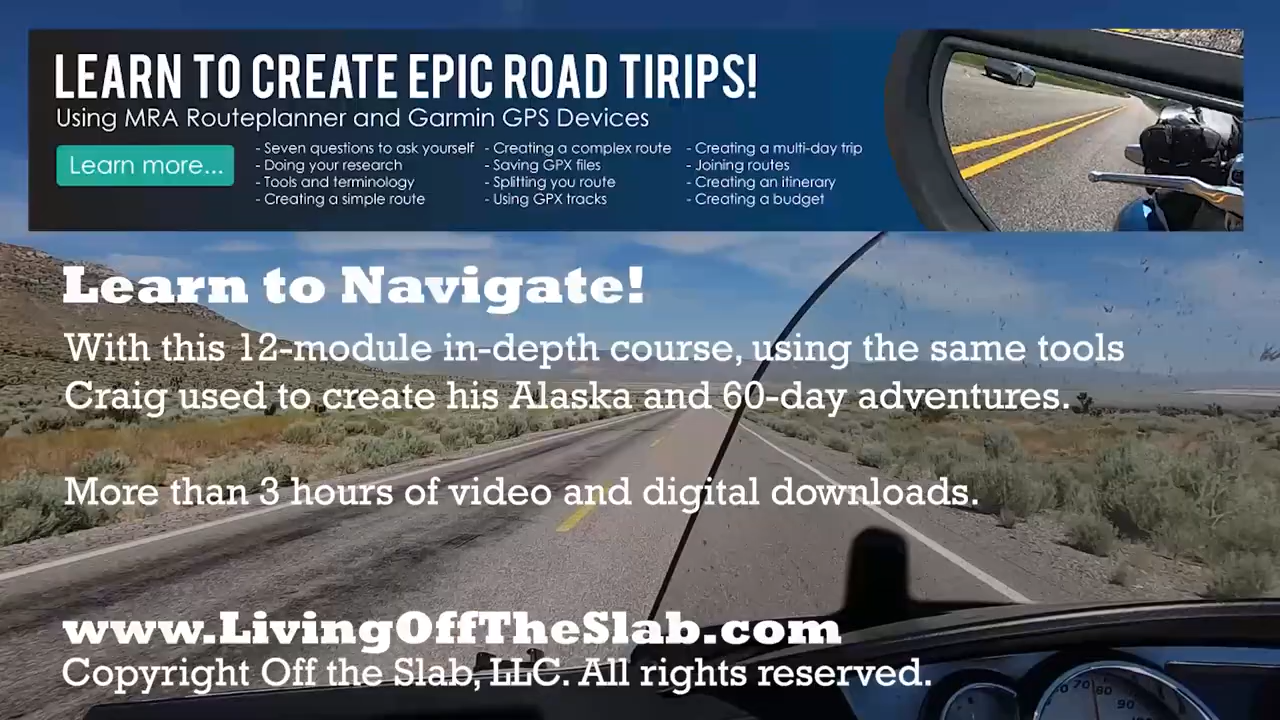 LEARN TO CREATE EPIC ROAD TIRIPS!
Using MRA Routeplanner and Garmin GPS Devices
Learn more...
- Seven questions to ask yourself
- Doing your research
- Tools and terminology
- Creating a simple route
- Creating a complex route
- Saving GPX files
- Splitting you route
- Using GPX tracks
- Creating a multi-day trip
- Joining routes
- Creating an itinerary
- Creating a budget
Learn to Navigate!
With this 12-module in-depth course, using the same tools
Craig used to create his Alaska and 60-day adventures.
More than 3 hours of video and digital downloads.
www.LivingOffTheSlab.com
Copyright Off the Slab, LLC. All rights reserved.
70 80 90